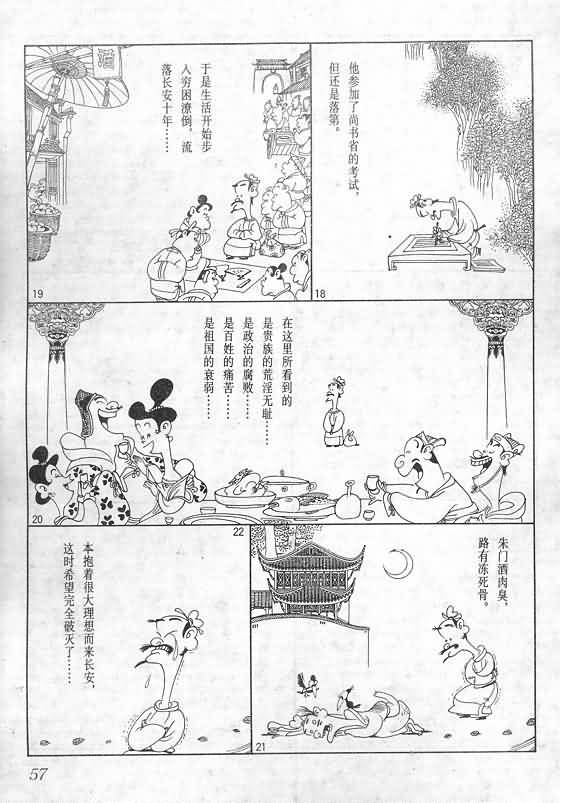 他参加了尚书省的考试，
但还是落第。
18
酒
于是生活开始步
入穷困潦倒，流
落长安十年……
19
在这里所看到的
是贵族的荒淫无耻……
是政治的腐败……
是百姓的痛苦……
是祖国的衰弱……
20
朱门酒肉臭，
路有冻死骨。
21
22
本抱着很大理想而来长安，
这时希望完全破灭了……
57